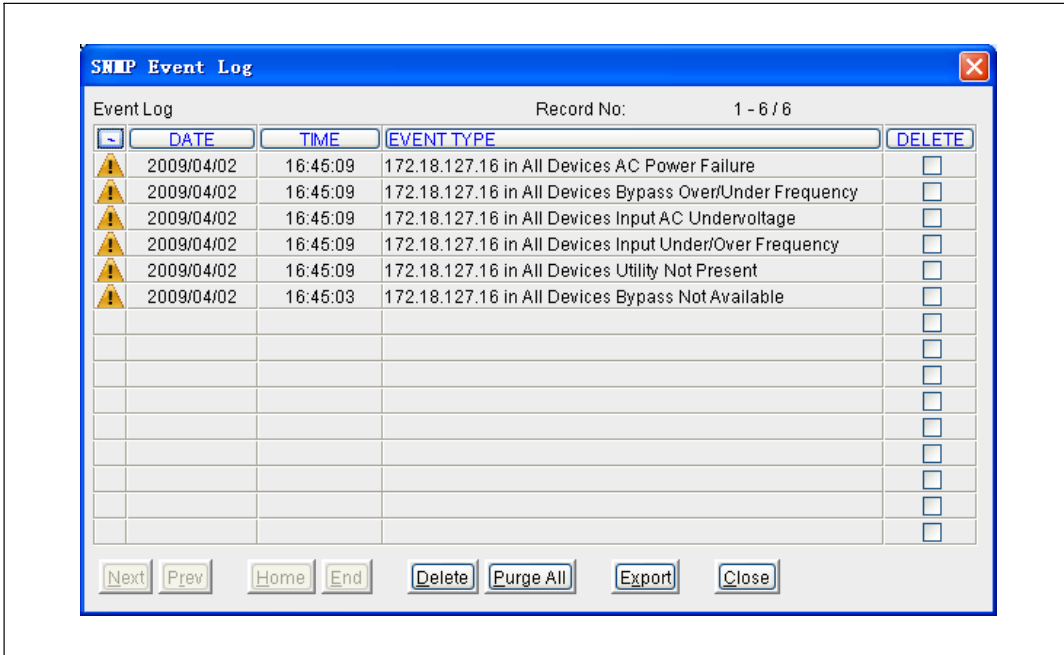 SNMP Event Log
Event Log Record No: 1 - 6 / 6
~ DATE TIME EVENT TYPE DELETE
2009/04/02 16:45:09 172.18.127.16 in All Devices AC Power Failure
2009/04/02 16:45:09 172.18.127.16 in All Devices Bypass Over/Under Frequency
2009/04/02 16:45:09 172.18.127.16 in All Devices Input AC Undervoltage
2009/04/02 16:45:09 172.18.127.16 in All Devices Input Under/Over Frequency
2009/04/02 16:45:09 172.18.127.16 in All Devices Utility Not Present
2009/04/02 16:45:03 172.18.127.16 in All Devices Bypass Not Available
Next Prev Home End Delete Purge All Export Close